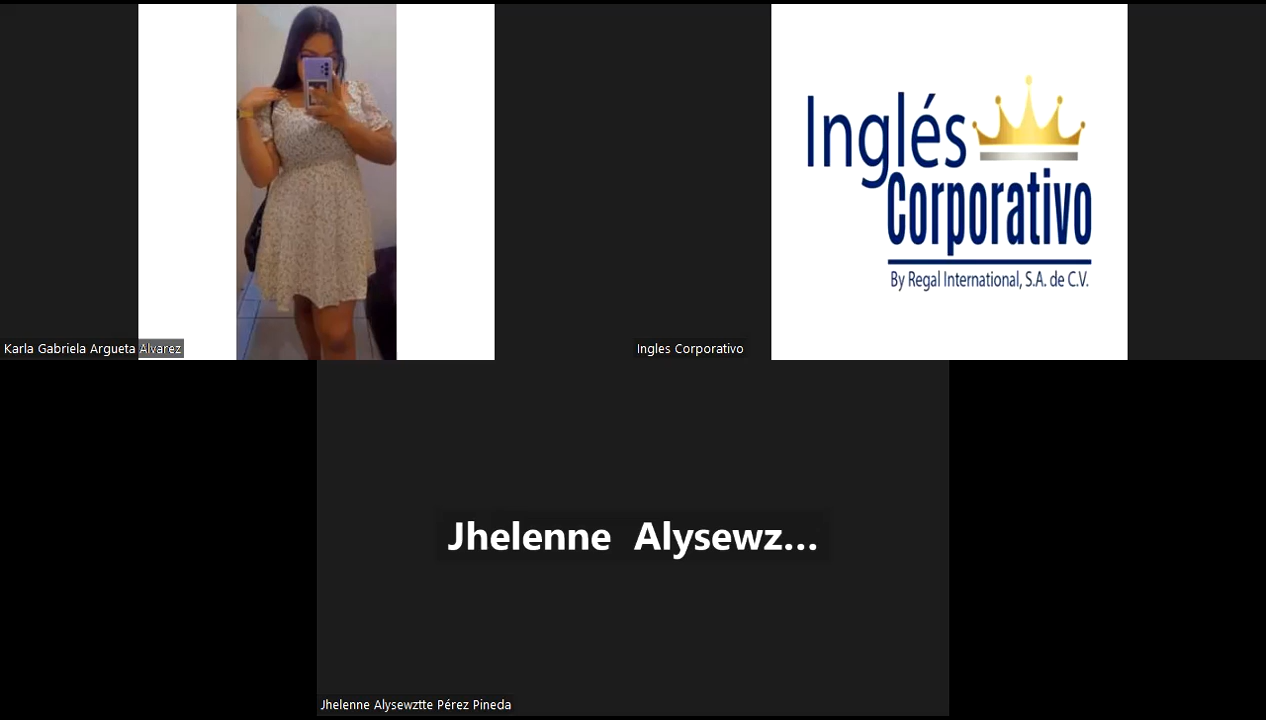 Karla Gabriela Argueta Alvarez
Inglés
Corporativo
By Regal International, S.A. de C.V.
Ingles Corporativo
Jhelenne Alysewz...
Jhelenne Alysewztte Pérez Pineda